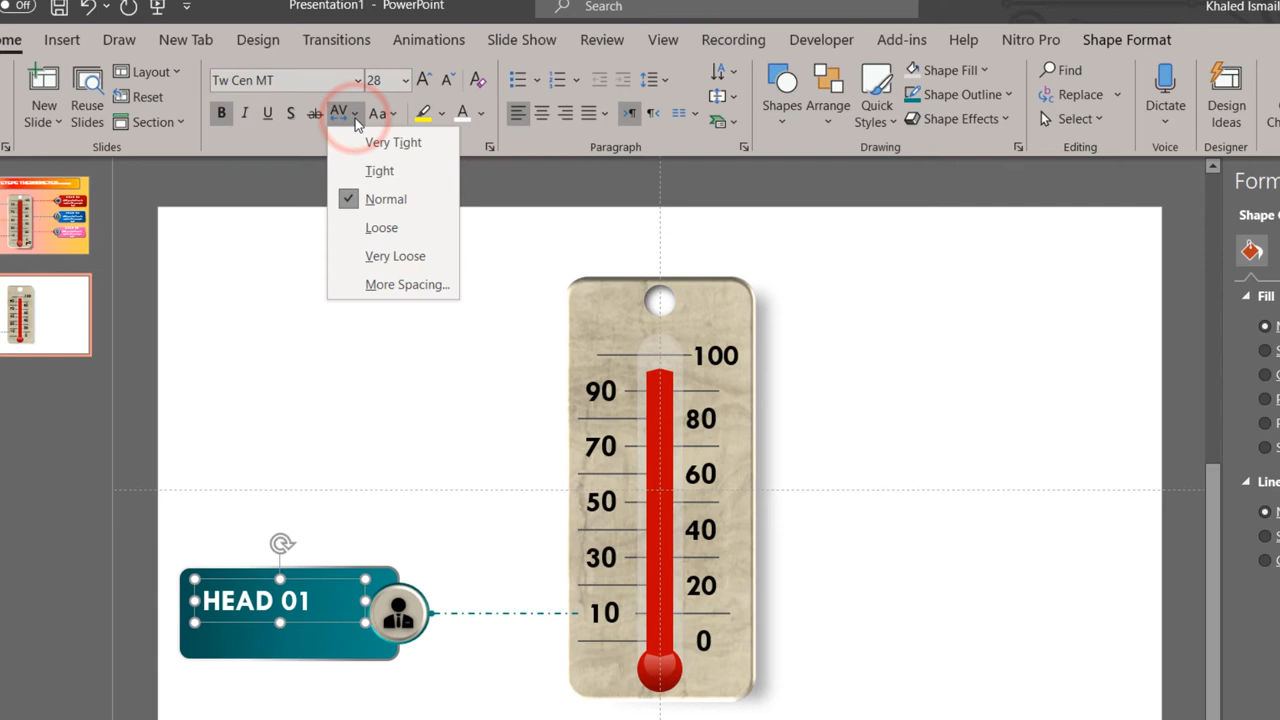 Off
Presentation1 - PowerPoint
Search
Khaled Ismail
ome Insert Draw New Tab Design Transitions Animations Slide Show Review View Recording Developer Add-ins Help Nitro Pro Shape Format
New Slide
Reuse Slides
Layout
Reset
Section
Slides
Tw Cen MT 28
B I U S ab AV Aa A
Very Tight
Tight
Normal
Loose
Very Loose
More Spacing...
Paragraph
Shapes
Arrange
Quick Styles
Shape Fill
Shape Outline
Shape Effects
Drawing
Find
Replace
Select
Editing
Dictate
Voice
Design Ideas
Designer
Form
Shape O
Fill
Line
100
90
80
70
60
50
40
30
20
10
0
HEAD 01